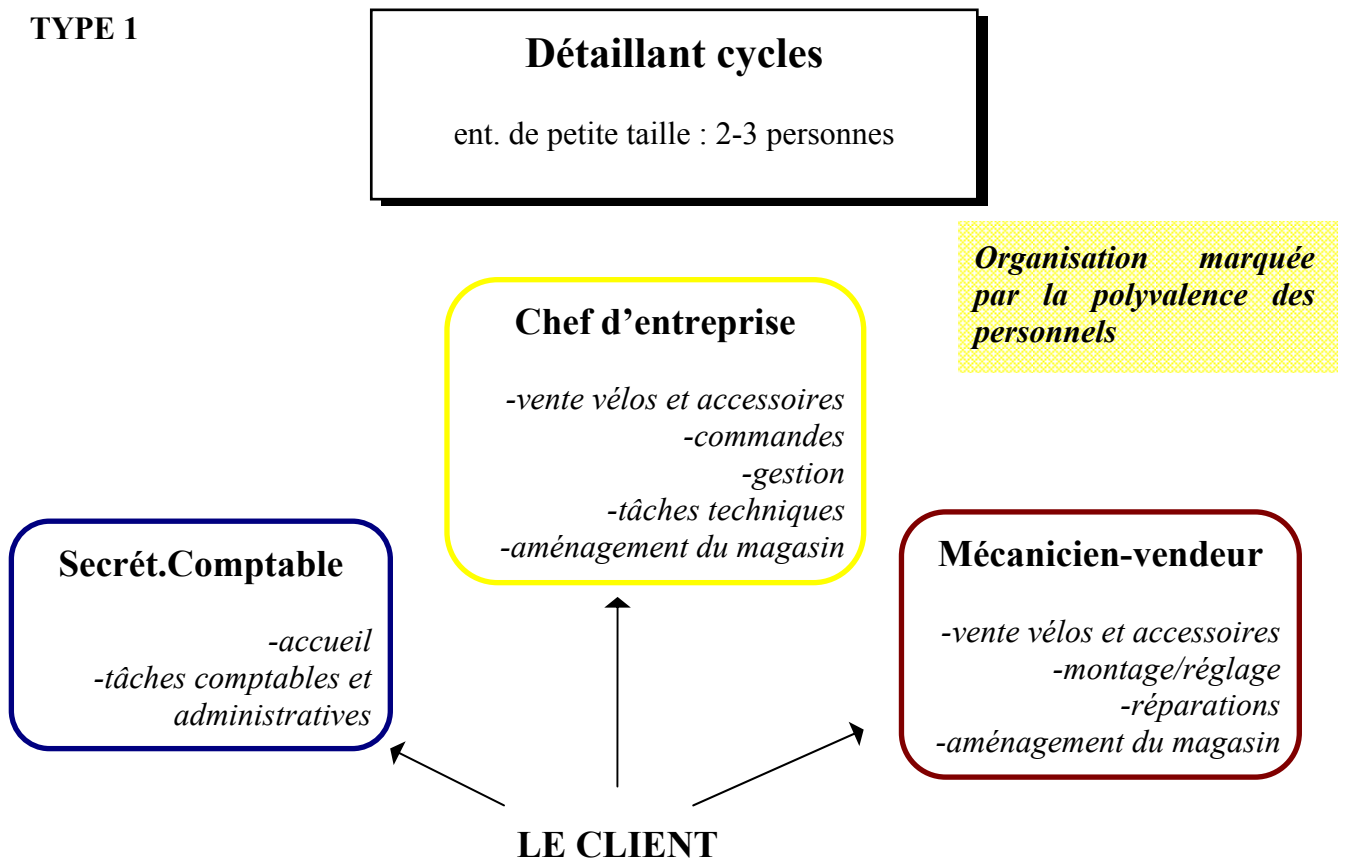 TYPE 1
Détaillant cycles
ent. de petite taille : 2-3 personnes
Organisation marquée
par la polyvalence des
personnels
Chef d’entreprise
-vente vélos et accessoires
-commandes
-gestion
-tâches techniques
-aménagement du magasin
Secrét.Comptable
-accueil
-tâches comptables et
administratives
Mécanicien-vendeur
-vente vélos et accessoires
-montage/réglage
-réparations
-aménagement du magasin
LE CLIENT